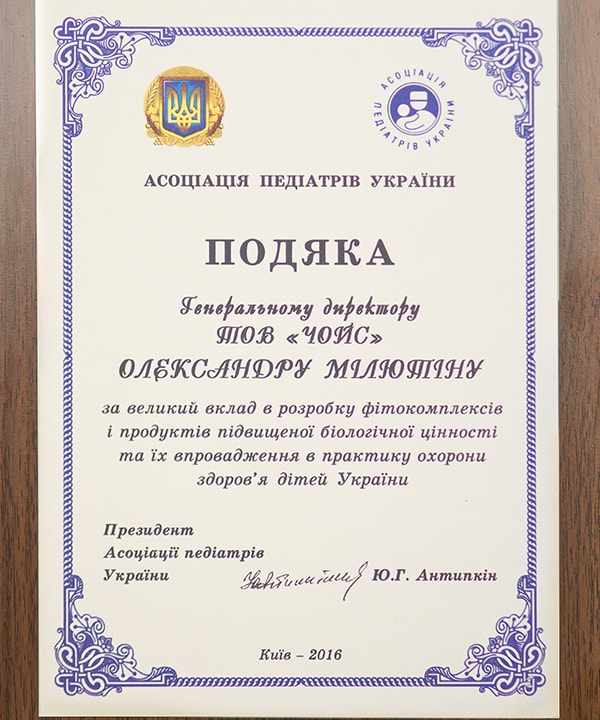 АСОЦІАЦІЯ
ПЕДІАТРІВ УКРАЇНИ
АСОЦІАЦІЯ ПЕДІАТРІВ УКРАЇНИ
ПОДЯКА
Генеральному директору
ТОВ «ЧОЙС»
ОЛЕКСАНДРУ МІЛЮТІНУ
за великий вклад в розробку фітокомплексів
і продуктів підвищеної біологічної цінності
та їх впровадження в практику охорони
здоров’я дітей України
Президент
Асоціації педіатрів
України Ю.Г. Антипкін
Київ – 2016